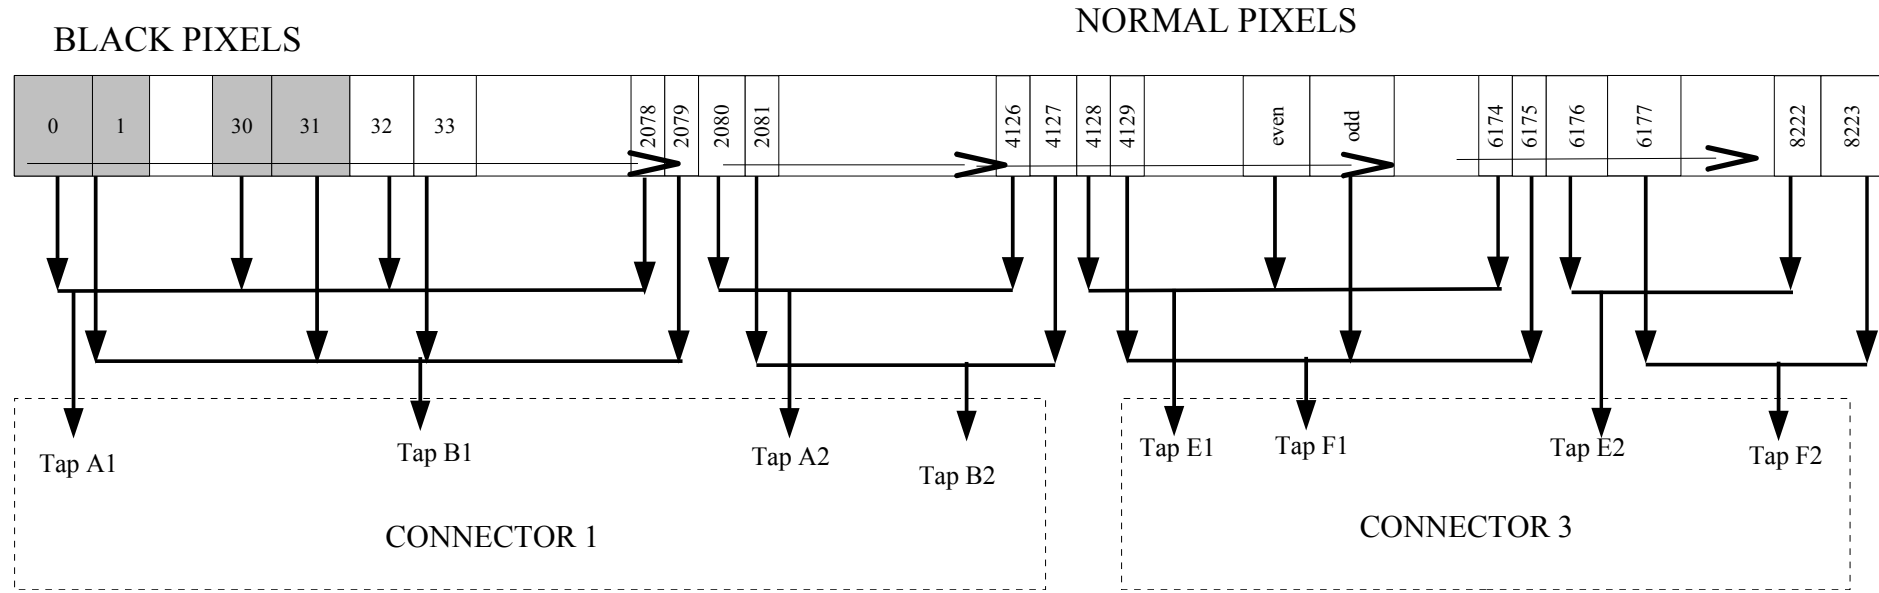 NORMAL PIXELS
BLACK PIXELS
0
1
30
31
32
33
2078
2079
2080
2081
4126
4127
4128
4129
even
odd
6174
6175
6176
6177
8222
8223
Tap A1
Tap B1
Tap A2
Tap B2
Tap E1
Tap F1
Tap E2
Tap F2
CONNECTOR 1
CONNECTOR 3